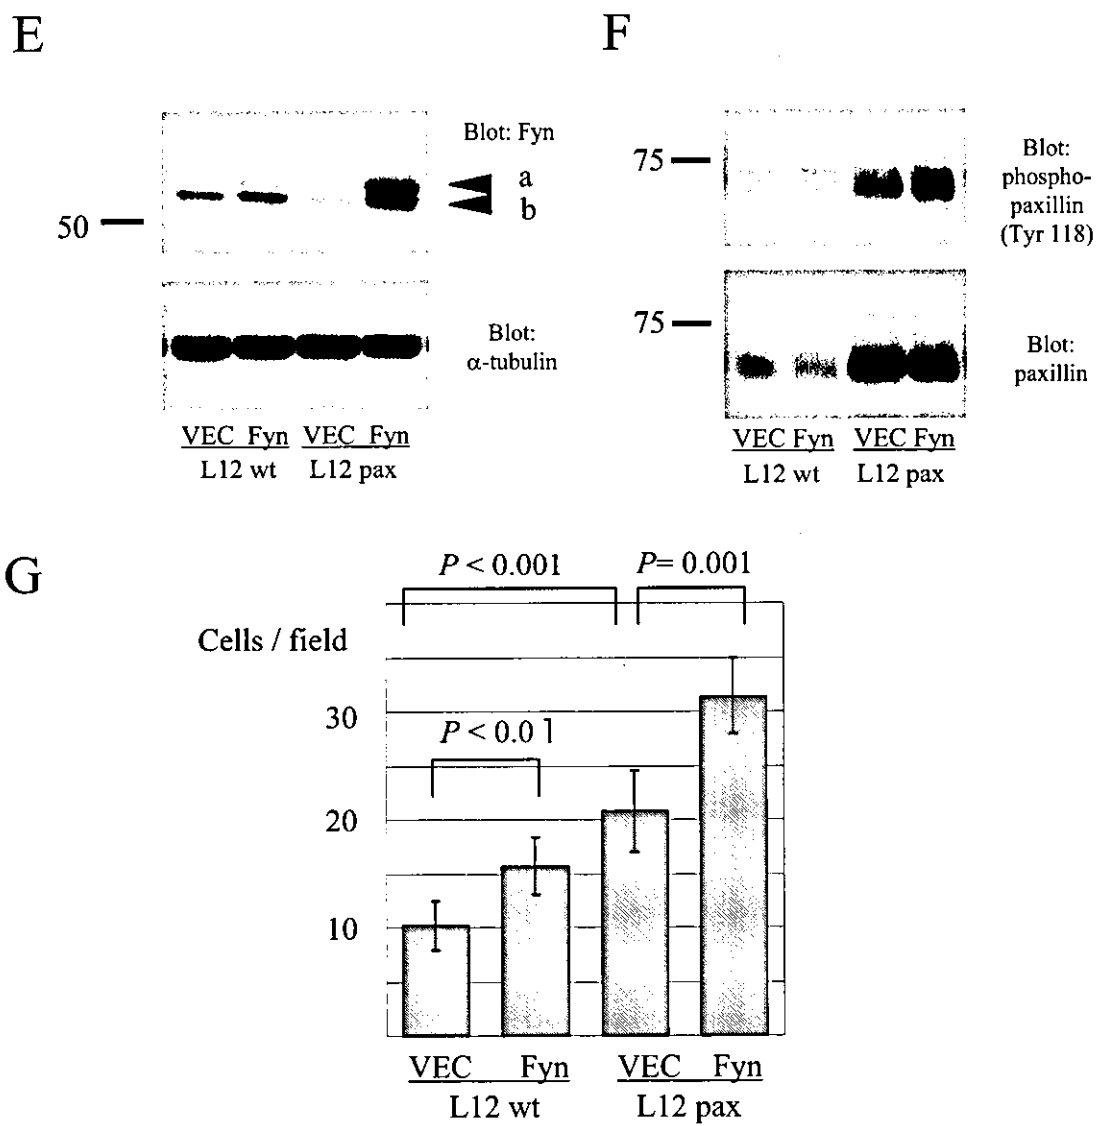 E
Blot: Fyn
a
b
50
Blot:
α-tubulin
VEC Fyn VEC Fyn
L12 wt L12 pax
F
75
Blot:
phospho-
paxillin
(Tyr 118)
75
Blot:
paxillin
VEC Fyn VEC Fyn
L12 wt L12 pax
G
P < 0.001 P= 0.001
Cells / field
30
P < 0.01
20
10
VEC Fyn VEC Fyn
L12 wt L12 pax